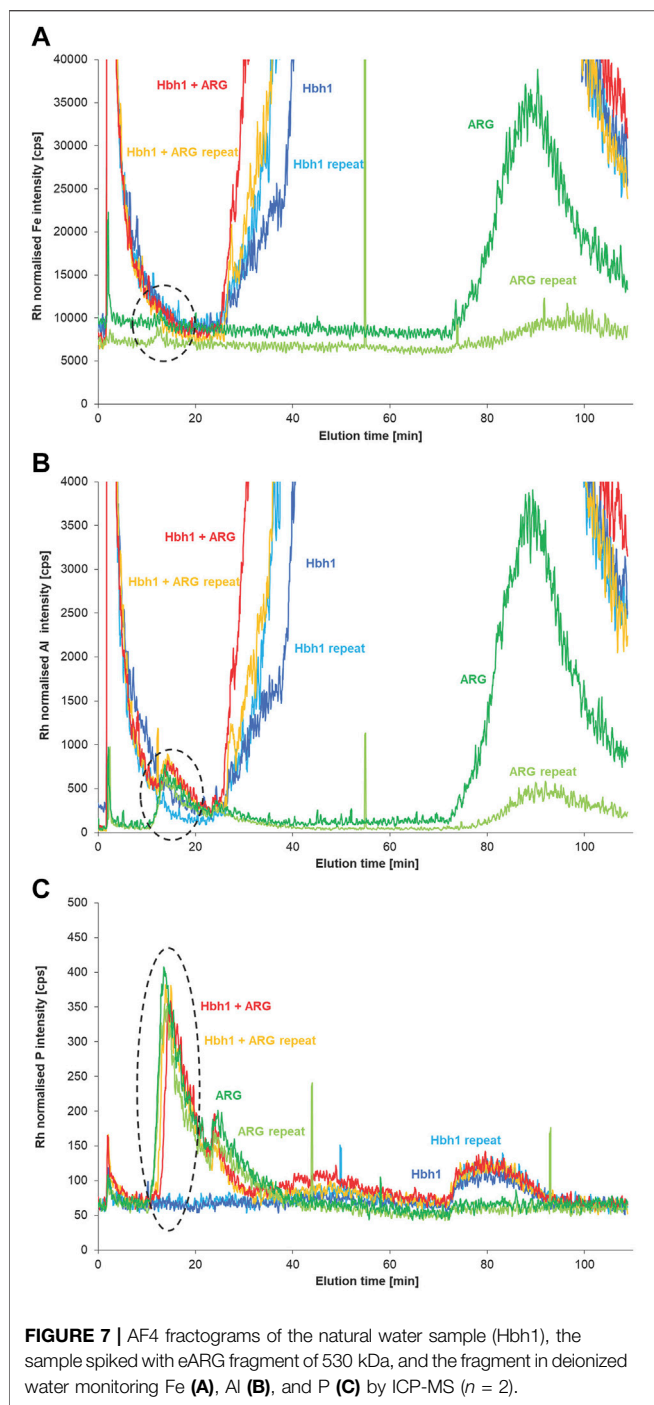 A
Rh normalised Fe intensity [cps]
40000
35000
30000
25000
20000
15000
10000
5000
0
Hbh1 + ARG
Hbh1
Hbh1 + ARG repeat
Hbh1 repeat
ARG
ARG repeat
0 20 40 60 80 100
Elution time [min]
B
Rh normalised Al intensity [cps]
4000
3500
3000
2500
2000
1500
1000
500
0
Hbh1 + ARG
Hbh1
Hbh1 + ARG repeat
Hbh1 repeat
ARG
ARG repeat
0 20 40 60 80 100
Elution time [min]
C
Rh normalised P intensity [cps]
500
450
400
350
300
250
200
150
100
50
0
Hbh1 + ARG
Hbh1 + ARG repeat
ARG
ARG repeat
Hbh1 repeat
Hbh1
0 20 40 60 80 100
Elution time [min]
FIGURE 7 | AF4 fractograms of the natural water sample (Hbh1), the
sample spiked with eARG fragment of 530 kDa, and the fragment in deionized
water monitoring Fe (A), Al (B), and P (C) by ICP-MS (n = 2).